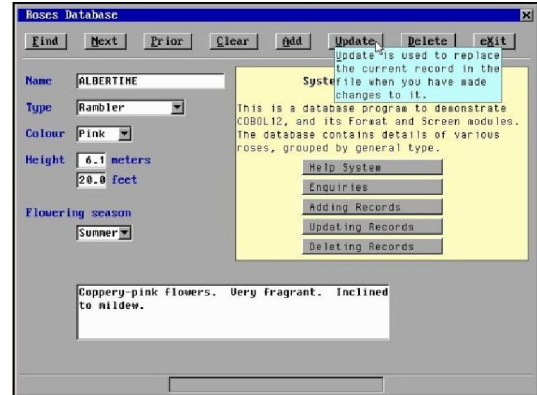 Roses Database
Find Next Prior Clear Add Update Delete eXit
Update is used to replace
the current record in the
file when you have made
changes to it.
Name ALBERTINE
Type Rambler
Colour Pink
Height 6.1 meters
20.0 feet
Flowering season
Summer
Syste
This is a database program to demonstrate
COBOL12, and its Format and Screen modules.
The database contains details of various
roses, grouped by general type.
Help System
Enquiries
Adding Records
Updating Records
Deleting Records
Coppery-pink flowers. Very fragrant. Inclined
to mildew.